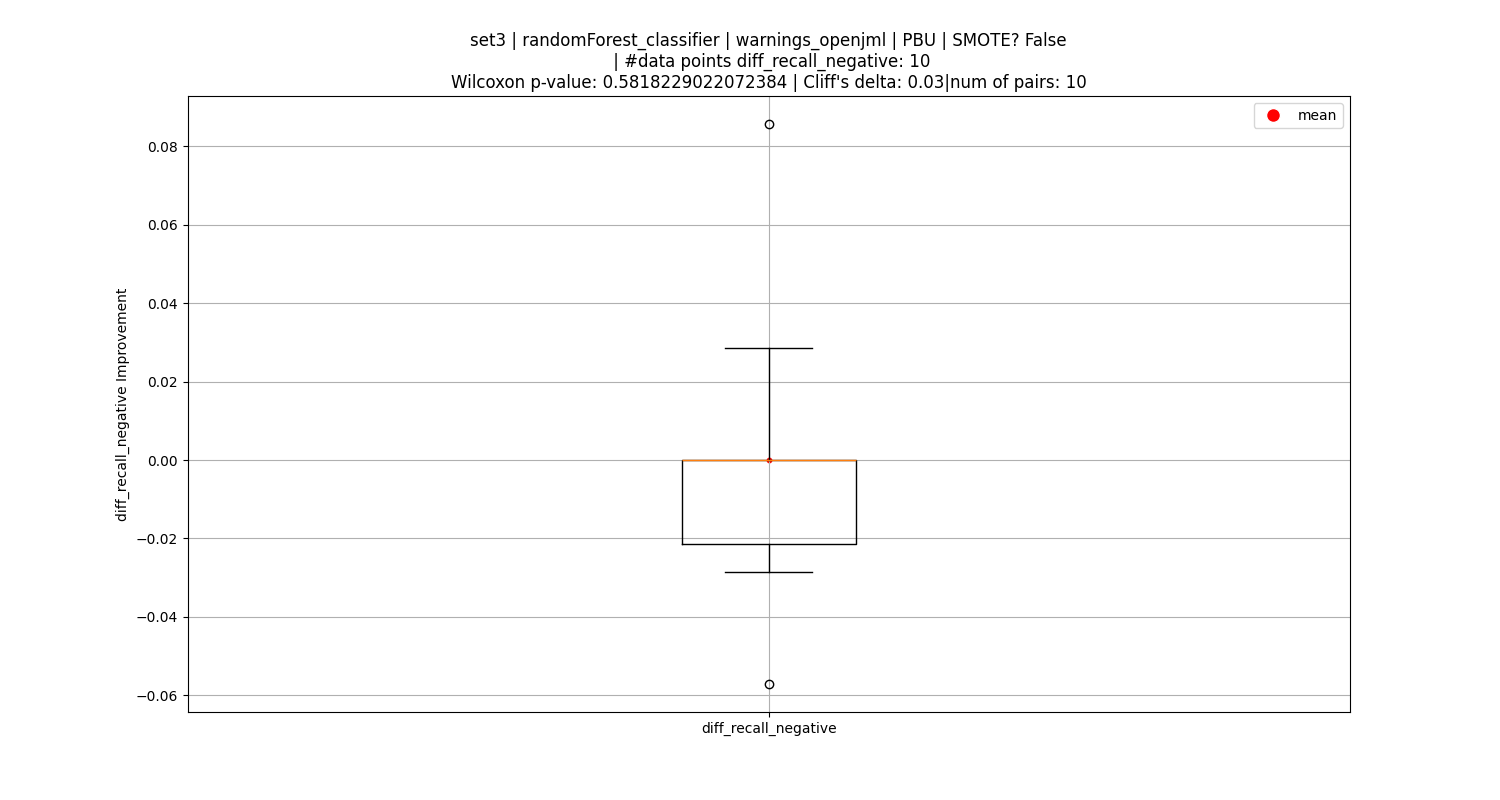 set3 | randomForest_classifier | warnings_openjml | PBU | SMOTE? False
| #data points diff_recall_negative: 10
Wilcoxon p-value: 0.5818229022072384 | Cliff's delta: 0.03|num of pairs: 10
mean
0.08
0.06
0.04
0.02
0.00
−0.02
−0.04
−0.06
diff_recall_negative Improvement
diff_recall_negative